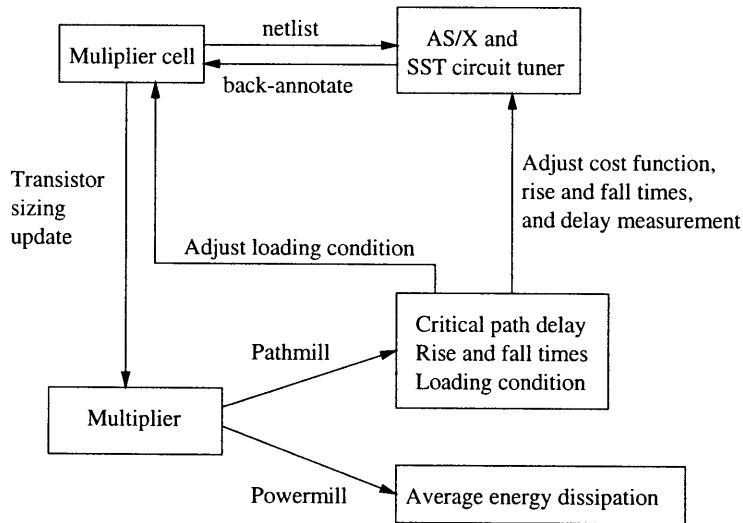 netlist
Muliplier cell
AS/X and
SST circuit tuner
back-annotate
Transistor
sizing
update
Adjust cost function,
rise and fall times,
and delay measurement
Adjust loading condition
Critical path delay
Rise and fall times
Loading condition
Pathmill
Multiplier
Powermill
Average energy dissipation